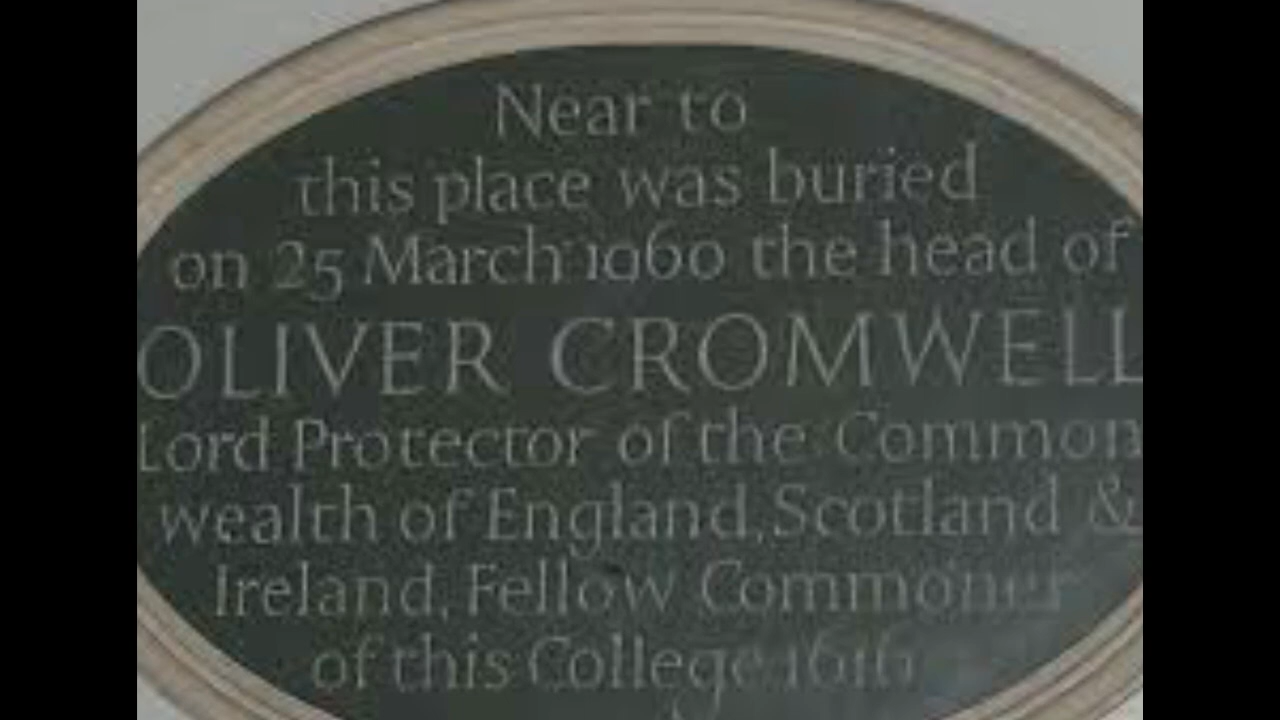 Near to
this place was buried
on 25 March 1960 the head of
OLIVER CROMWELL
Lord Protector of the Common
wealth of England, Scotland &
Ireland, Fellow Commoner
of this College 1616